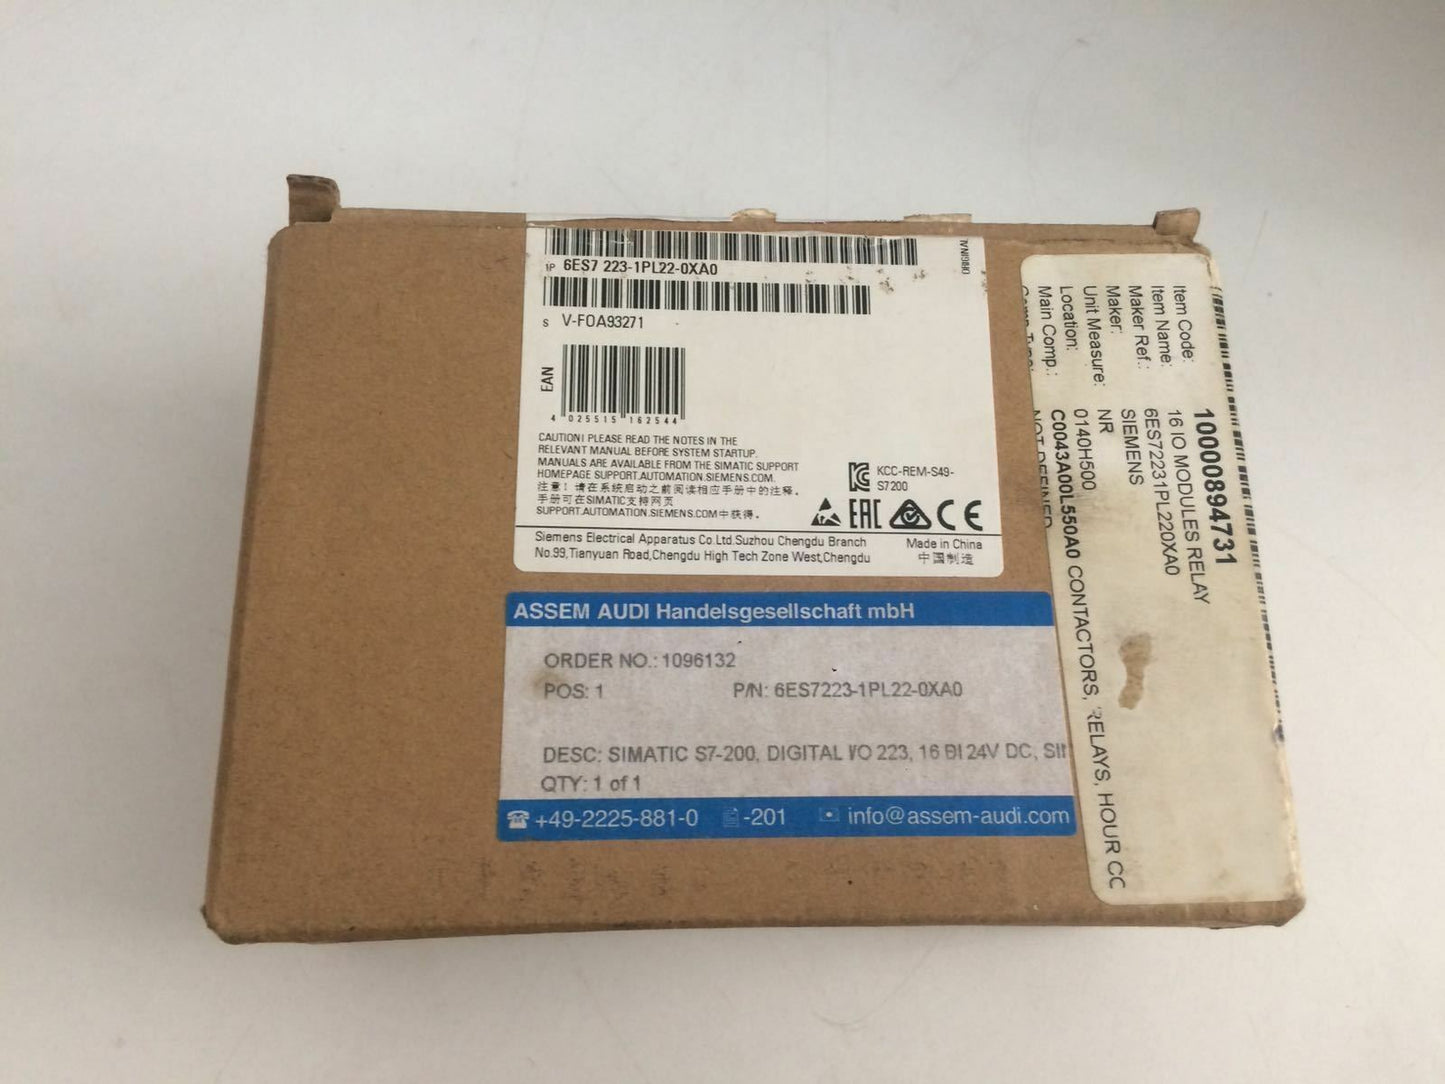 1P 6ES7 223-1PL22-0XA0
S V-FOA93271
EAN
4 025515 162544
CAUTION! PLEASE READ THE NOTES IN THE
RELEVANT MANUAL BEFORE SYSTEM STARTUP.
MANUALS ARE AVAILABLE FROM THE SIMATIC SUPPORT
HOMEPAGE SUPPORT.AUTOMATION.SIEMENS.COM.
注意！请在系统启动之前阅读相应手册中的注释。
手册可在SIMATIC支持网页
SUPPORT.AUTOMATION.SIEMENS.COM中获得。
KCC-REM-S49-
S7200
EAC CE
Siemens Electrical Apparatus Co.Ltd.Suzhou Chengdu Branch
No.99,Tianyuan Road,Chengdu High Tech Zone West,Chengdu
Made in China
中国制造
ORIGINAL
ASSEM AUDI Handelsgesellschaft mbH
ORDER NO.: 1096132
POS: 1 P/N: 6ES7223-1PL22-0XA0
DESC: SIMATIC S7-200, DIGITAL I/O 223, 16 DI 24V DC,
QTY: 1 of 1
+49-2225-881-0 -201 info@assem-audi.com
Item Code: 10000894731
Item Name: 16 IO MODULES RELAY
Maker Ref.: 6ES72231PL220XA0
Maker: SIEMENS
Unit Measure: NR
Location: 0140H500
Main Comp.: C0043A00L550A0 CONTACTORS, RELAYS, HOUR CC
NOT DEFINED